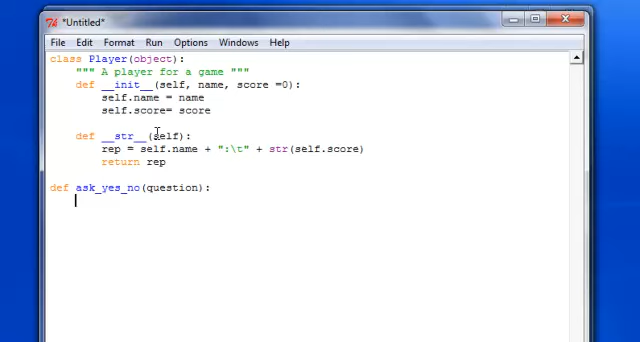 *Untitled*
File Edit Format Run Options Windows Help
class Player(object):
""" A player for a game """
def __init__(self, name, score =0):
self.name = name
self.score= score
def __str__(self):
rep = self.name + ":\t" + str(self.score)
return rep
def ask_yes_no(question):